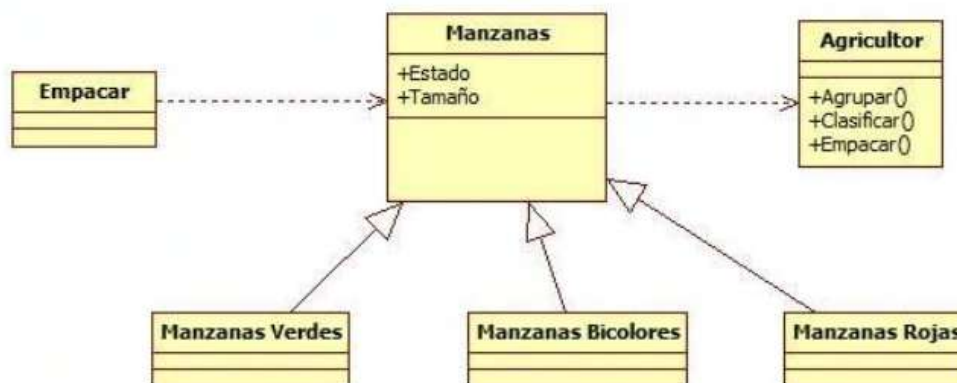 Manzanas
+Estado
+Tamaño
Agricultor
+Agrupar()
+Clasificar()
+Empacar()
Empacar
Manzanas Verdes
Manzanas Bicolores
Manzanas Rojas